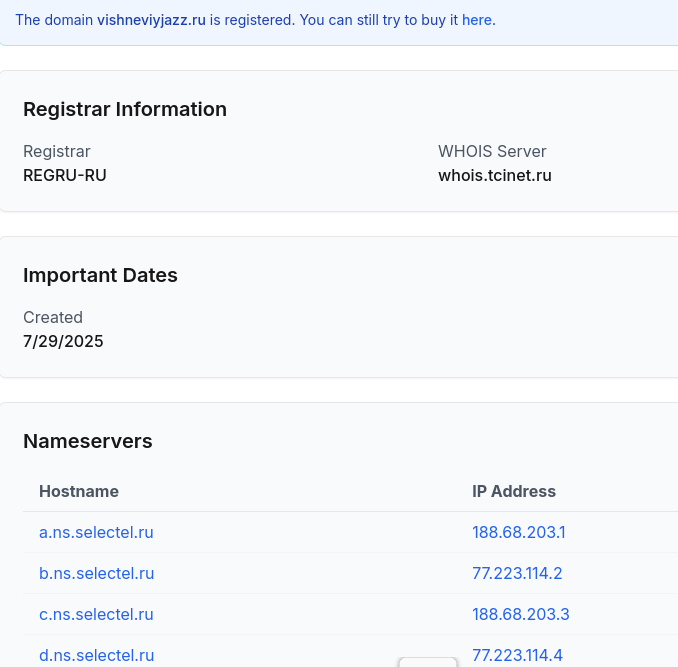 The domain vishneviyjazz.ru is registered. You can still try to buy it here.
Registrar Information
Registrar WHOIS Server
REGRU-RU whois.tcinet.ru
Important Dates
Created
7/29/2025
Nameservers
Hostname IP Address
a.ns.selectel.ru 188.68.203.1
b.ns.selectel.ru 77.223.114.2
c.ns.selectel.ru 188.68.203.3
d.ns.selectel.ru 77.223.114.4